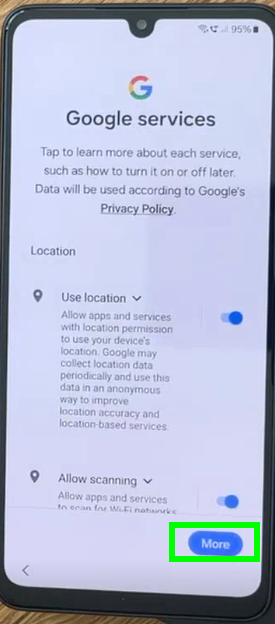 95%
G
Google services
Tap to learn more about each service,
such as how to turn it on or off later.
Data will be used according to Google's
Privacy Policy.
Location
Use location
Allow apps and services
with location permission
to use your device's
location. Google may
collect location data
periodically and use this
data in an anonymous
way to improve
location accuracy and
location-based services.
Allow scanning
Allow apps and services
to scan for Wi-Fi networks
More